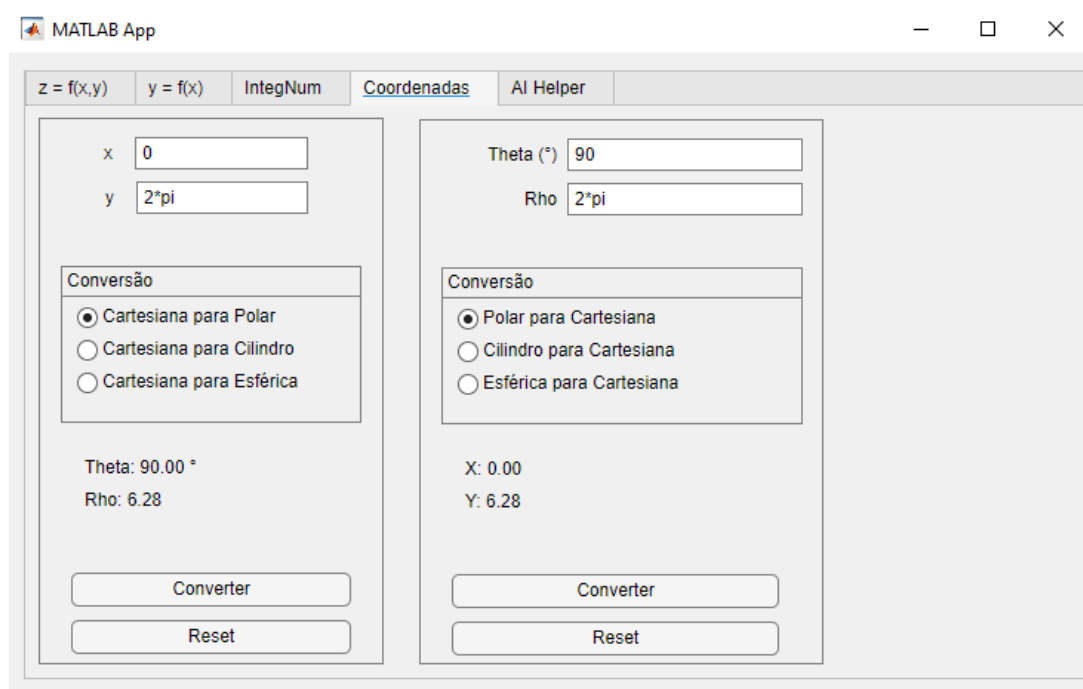 MATLAB App
z = f(x,y) y = f(x) IntegNum Coordenadas AI Helper
x 0
y 2*pi
Conversão
Cartesiana para Polar
Cartesiana para Cilindro
Cartesiana para Esférica
Theta: 90.00 °
Rho: 6.28
Converter
Reset
Theta (°) 90
Rho 2*pi
Conversão
Polar para Cartesiana
Cilindro para Cartesiana
Esférica para Cartesiana
X: 0.00
Y: 6.28
Converter
Reset